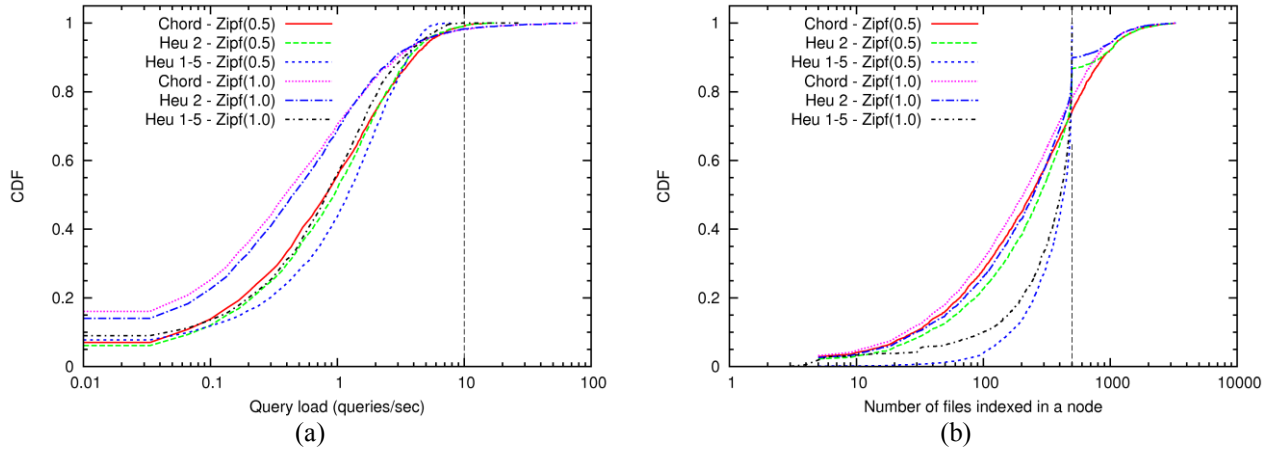 Chord - Zipf(0.5)
Heu 2 - Zipf(0.5)
Heu 1-5 - Zipf(0.5)
Chord - Zipf(1.0)
Heu 2 - Zipf(1.0)
Heu 1-5 - Zipf(1.0)
CDF
1
0.8
0.6
0.4
0.2
0
0.01 0.1 1 10 100
Query load (queries/sec)
(a)
Chord - Zipf(0.5)
Heu 2 - Zipf(0.5)
Heu 1-5 - Zipf(0.5)
Chord - Zipf(1.0)
Heu 2 - Zipf(1.0)
Heu 1-5 - Zipf(1.0)
CDF
1
0.8
0.6
0.4
0.2
0
1 10 100 1000 10000
Number of files indexed in a node
(b)